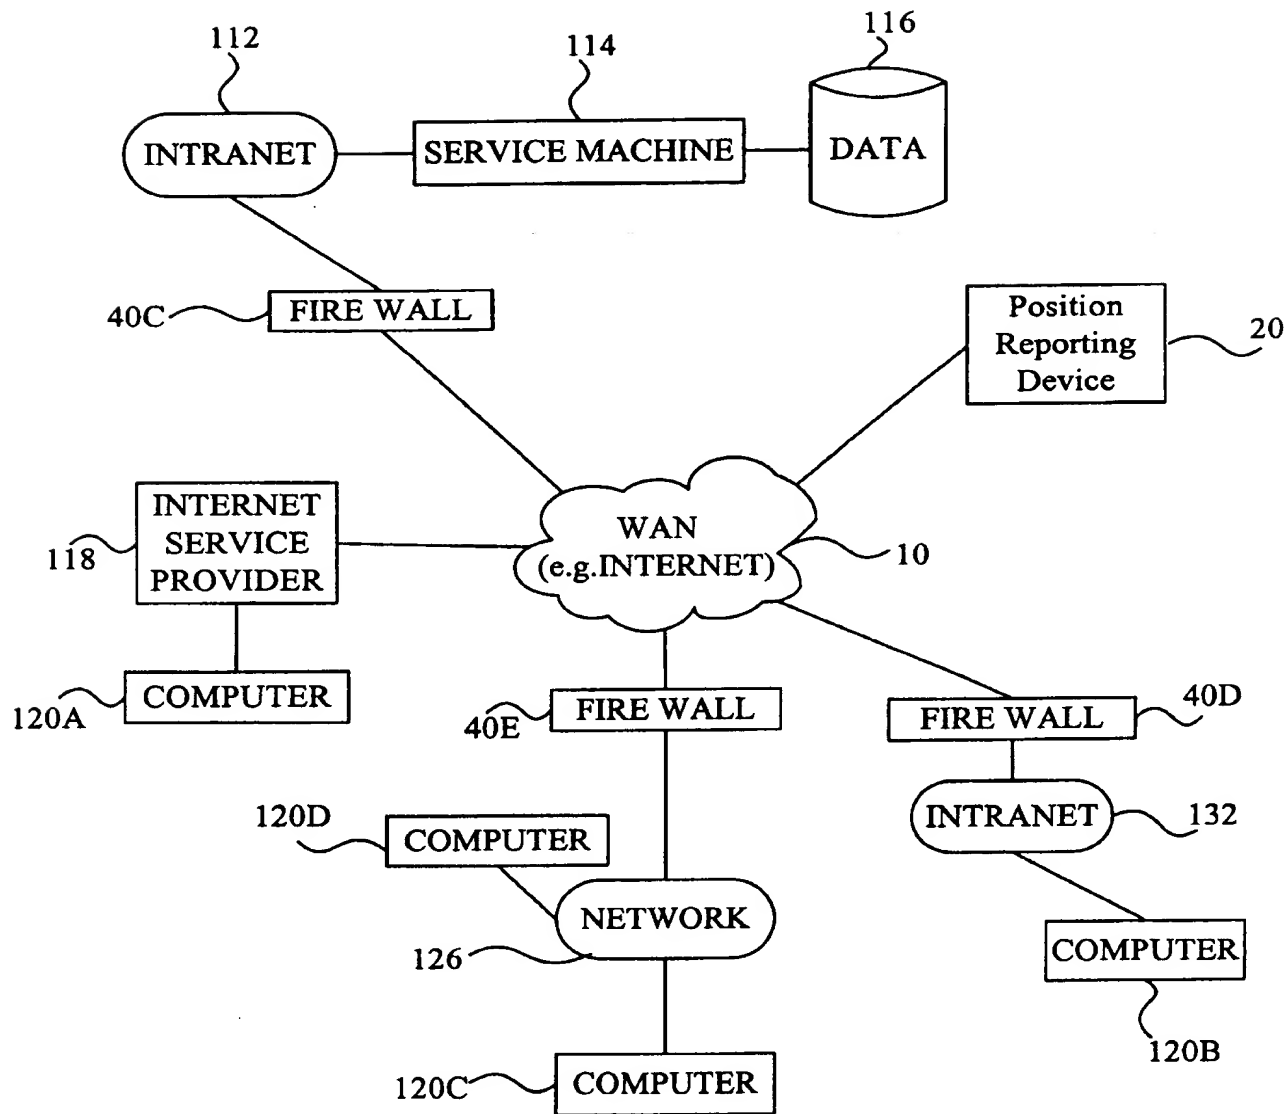 112
114
116
INTRANET
SERVICE MACHINE
DATA
40C
FIRE WALL
Position
Reporting
Device
20
INTERNET
SERVICE
PROVIDER
118
WAN
(e.g.INTERNET)
10
COMPUTER
120A
40E
FIRE WALL
FIRE WALL
40D
120D
COMPUTER
INTRANET
132
NETWORK
126
COMPUTER
120B
120C
COMPUTER